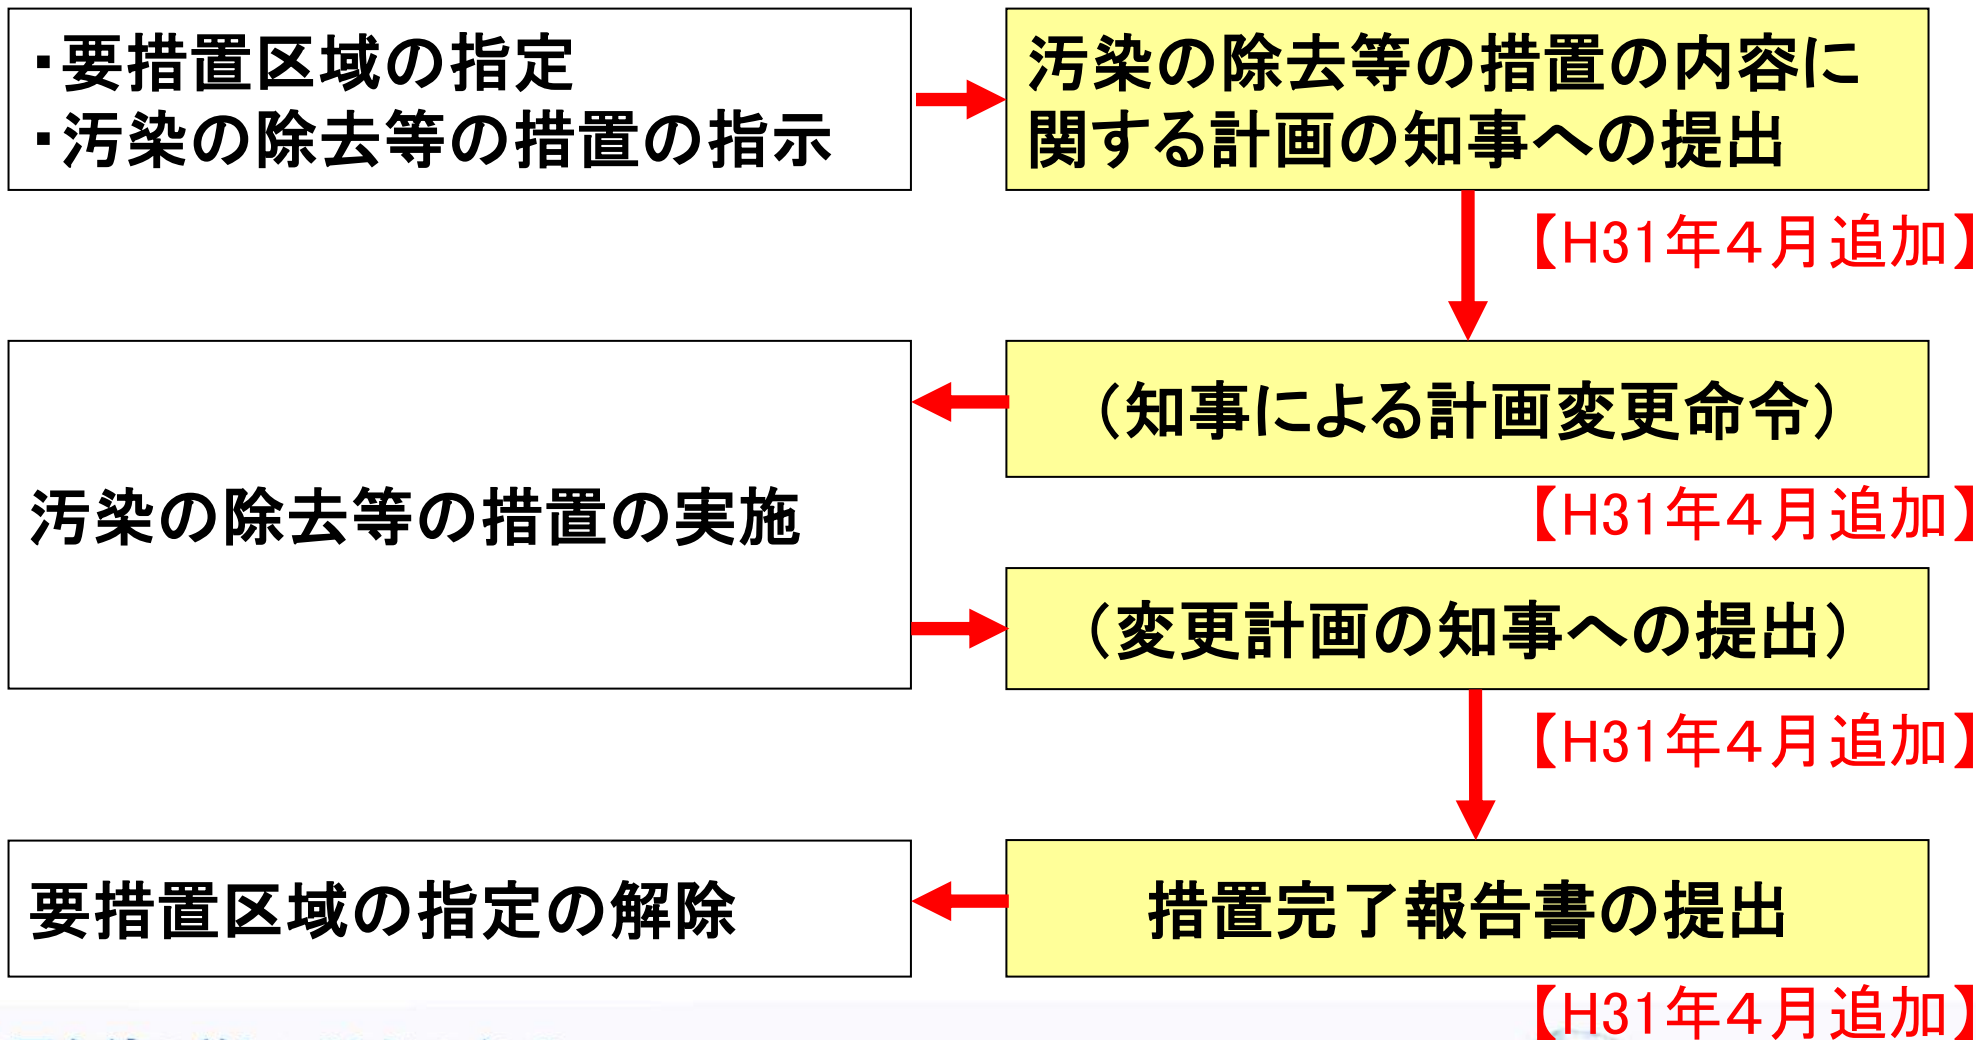 ・要措置区域の指定
・汚染の除去等の措置の指示
汚染の除去等の措置の内容に
関する計画の知事への提出
【H31年４月追加】
（知事による計画変更命令）
【H31年４月追加】
汚染の除去等の措置の実施
（変更計画の知事への提出）
【H31年４月追加】
措置完了報告書の提出
要措置区域の指定の解除
【H31年４月追加】